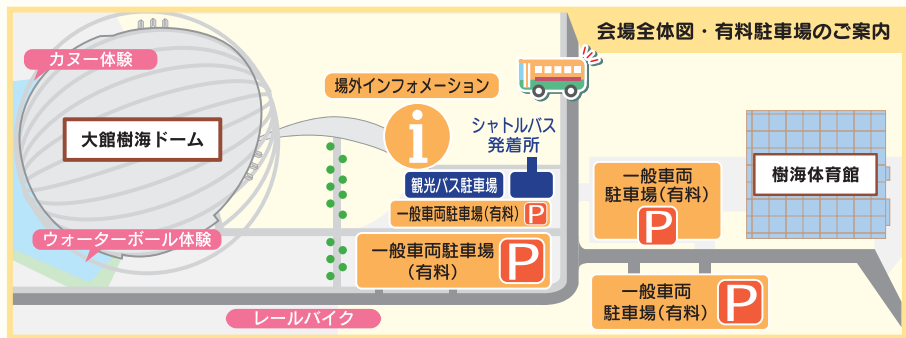 会場全体図・有料駐車場のご案内
カヌー体験
場外インフォメーション
i
大館樹海ドーム
シャトルバス
発着所
観光バス駐車場
樹海体育館
一般車両
駐車場(有料)
P
一般車両駐車場(有料) P
ウォーターボール体験
一般車両駐車場
(有料)
P
一般車両
駐車場(有料)
P
レールバイク